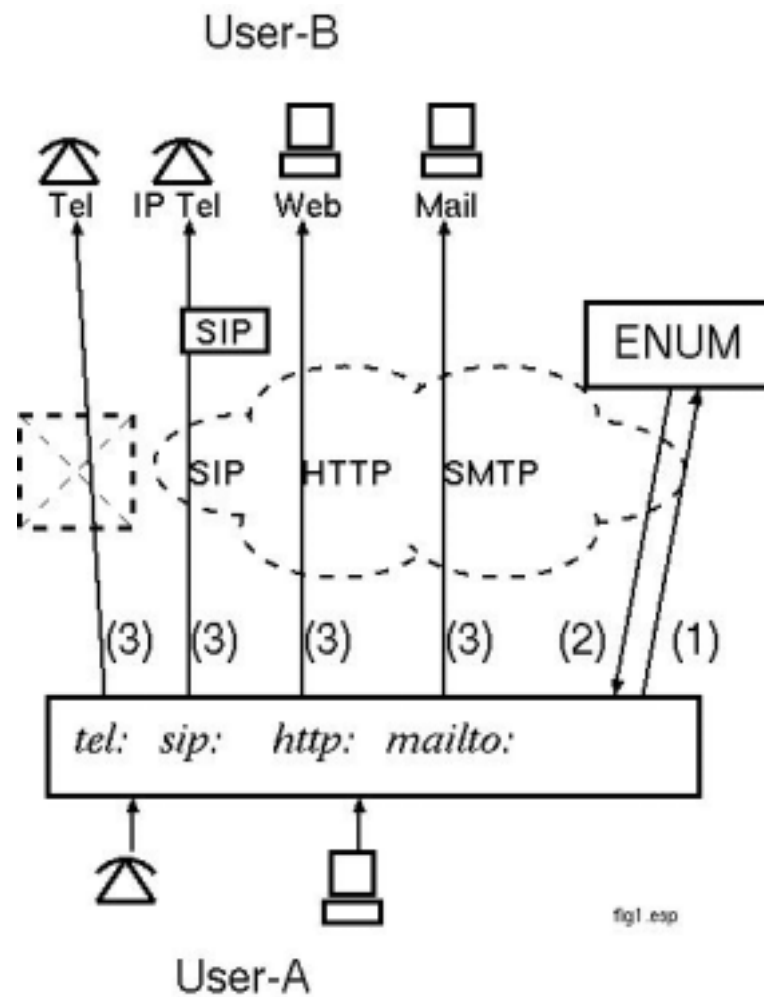 User-B
Tel IP Tel Web Mail
SIP
ENUM
SIP HTTP SMTP
(3) (3) (3) (3) (2) (1)
tel: sip: http: mailto:
fig1.esp
User-A